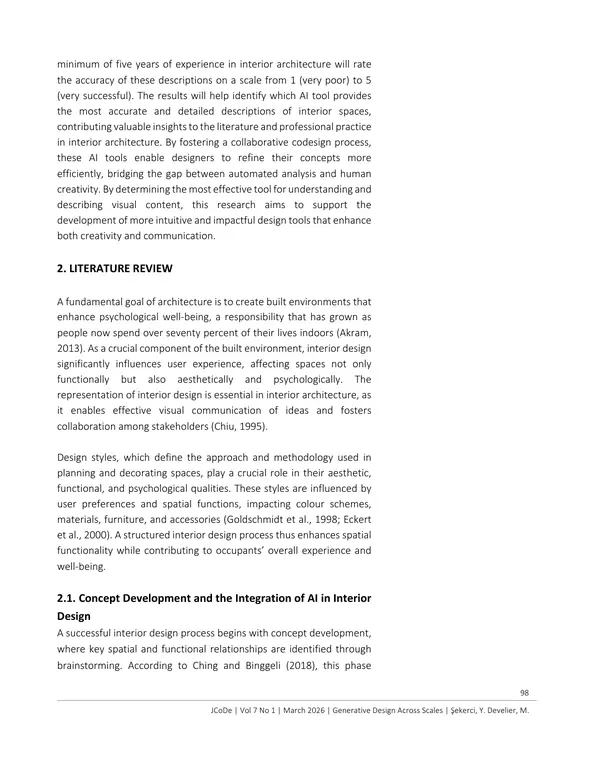 minimum of five years of experience in interior architecture will rate
the accuracy of these descriptions on a scale from 1 (very poor) to 5
(very successful). The results will help identify which AI tool provides
the most accurate and detailed descriptions of interior spaces,
contributing valuable insights to the literature and professional practice
in interior architecture. By fostering a collaborative codesign process,
these AI tools enable designers to refine their concepts more
efficiently, bridging the gap between automated analysis and human
creativity. By determining the most effective tool for understanding and
describing visual content, this research aims to support the
development of more intuitive and impactful design tools that enhance
both creativity and communication.
2. LITERATURE REVIEW
A fundamental goal of architecture is to create built environments that
enhance psychological well-being, a responsibility that has grown as
people now spend over seventy percent of their lives indoors (Akram,
2013). As a crucial component of the built environment, interior design
significantly influences user experience, affecting spaces not only
functionally but also aesthetically and psychologically. The
representation of interior design is essential in interior architecture, as
it enables effective visual communication of ideas and fosters
collaboration among stakeholders (Chiu, 1995).
Design styles, which define the approach and methodology used in
planning and decorating spaces, play a crucial role in their aesthetic,
functional, and psychological qualities. These styles are influenced by
user preferences and spatial functions, impacting colour schemes,
materials, furniture, and accessories (Goldschmidt et al., 1998; Eckert
et al., 2000). A structured interior design process thus enhances spatial
functionality while contributing to occupants’ overall experience and
well-being.
2.1. Concept Development and the Integration of AI in Interior
Design
A successful interior design process begins with concept development,
where key spatial and functional relationships are identified through
brainstorming. According to Ching and Binggeli (2018), this phase
98
JCoDe | Vol 7 No 1 | March 2026 | Generative Design Across Scales | Şekerci, Y. Develier, M.